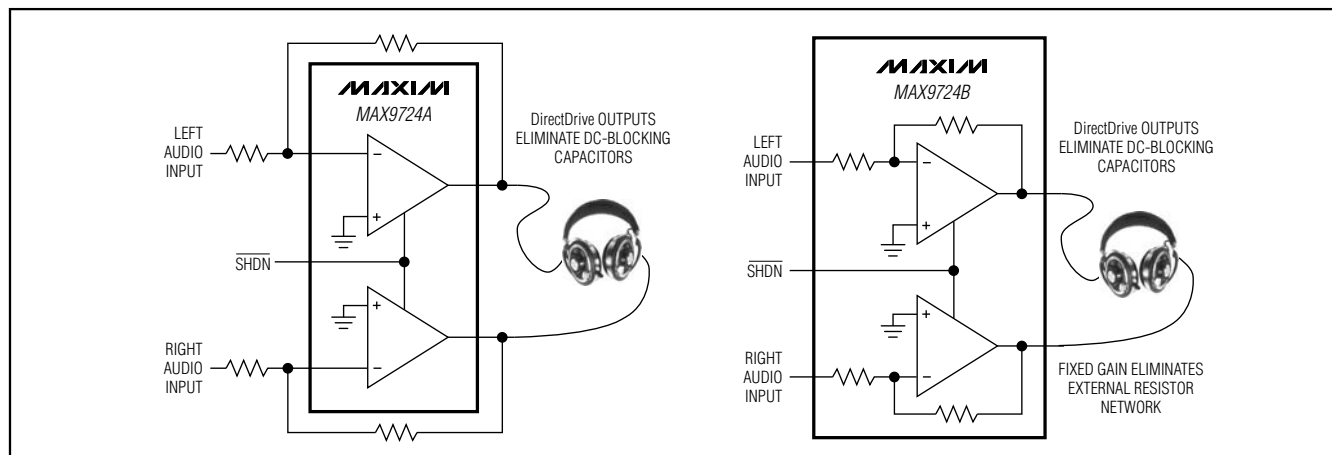 MAXIM
MAX9724A
LEFT
AUDIO
INPUT
−
+
SHDN
+
−
RIGHT
AUDIO
INPUT
DirectDrive OUTPUTS
ELIMINATE DC-BLOCKING
CAPACITORS
MAXIM
MAX9724B
LEFT
AUDIO
INPUT
−
+
SHDN
+
−
RIGHT
AUDIO
INPUT
DirectDrive OUTPUTS
ELIMINATE DC-BLOCKING
CAPACITORS
FIXED GAIN ELIMINATES
EXTERNAL RESISTOR
NETWORK